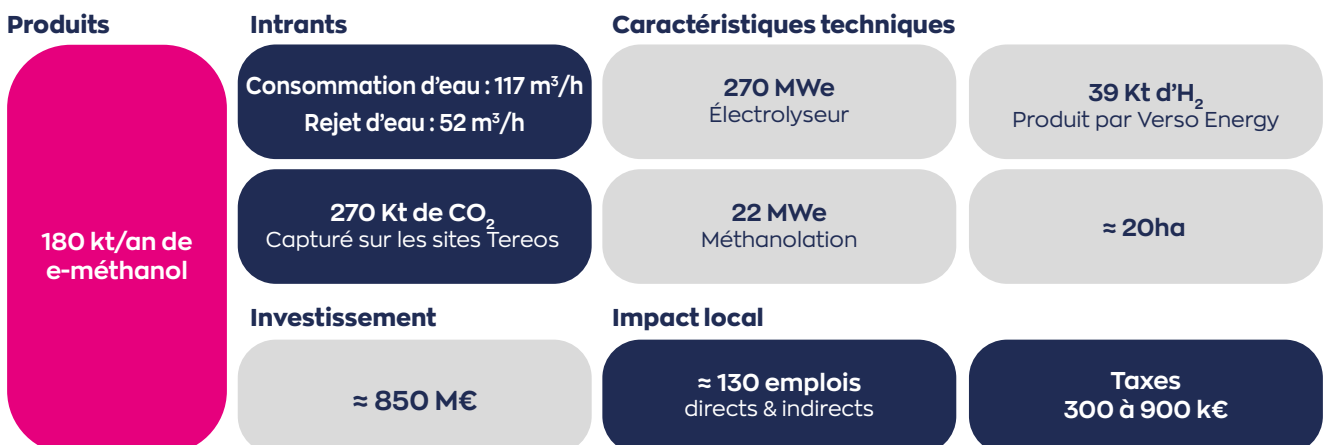 Produits
180 kt/an de
e-méthanol
Intrants
Consommation d'eau : 117 m³/h
Rejet d'eau : 52 m³/h
270 Kt de CO₂
Capturé sur les sites Tereos
Caractéristiques techniques
270 MWe
Électrolyseur
39 Kt d'H₂
Produit par Verso Energy
22 MWe
Méthanolation
≈ 20ha
Investissement
≈ 850 M€
Impact local
≈ 130 emplois
directs & indirects
Taxes
300 à 900 k€